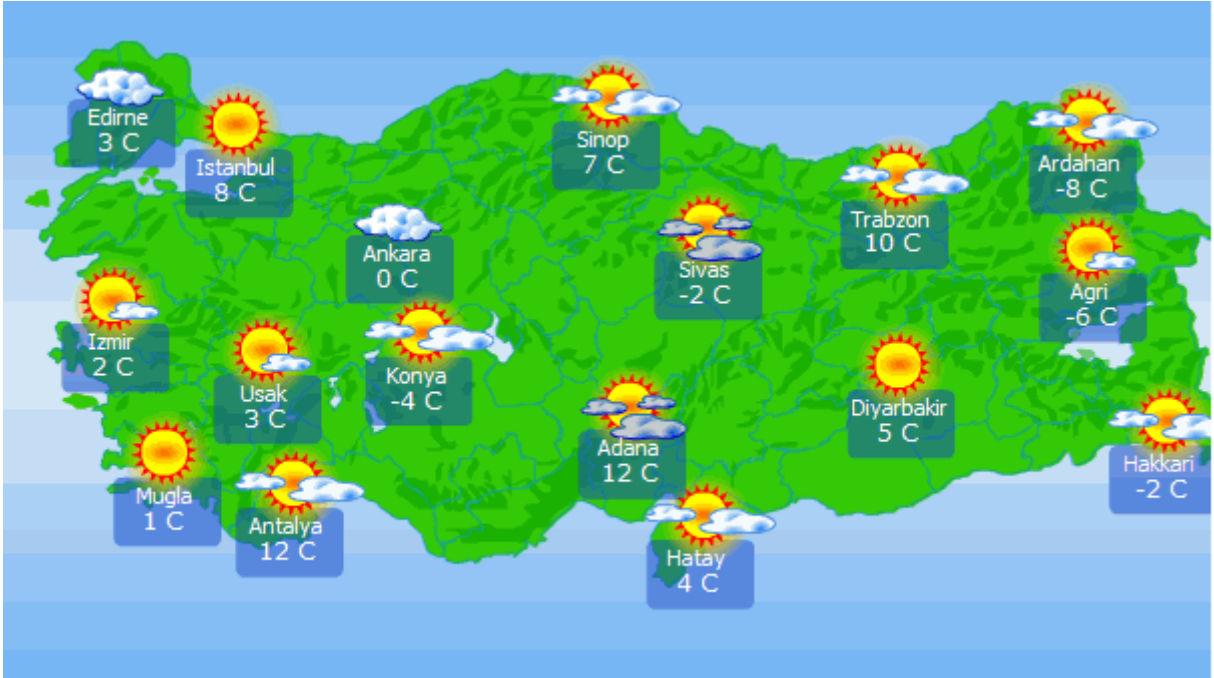 Edirne
3 C
Istanbul
8 C
Sinop
7 C
Ardahan
-8 C
Trabzon
10 C
Ankara
0 C
Sivas
-2 C
Agri
-6 C
Izmir
2 C
Usak
3 C
Konya
-4 C
Diyarbakir
5 C
Adana
12 C
Hakkari
-2 C
Mugla
1 C
Antalya
12 C
Hatay
4 C